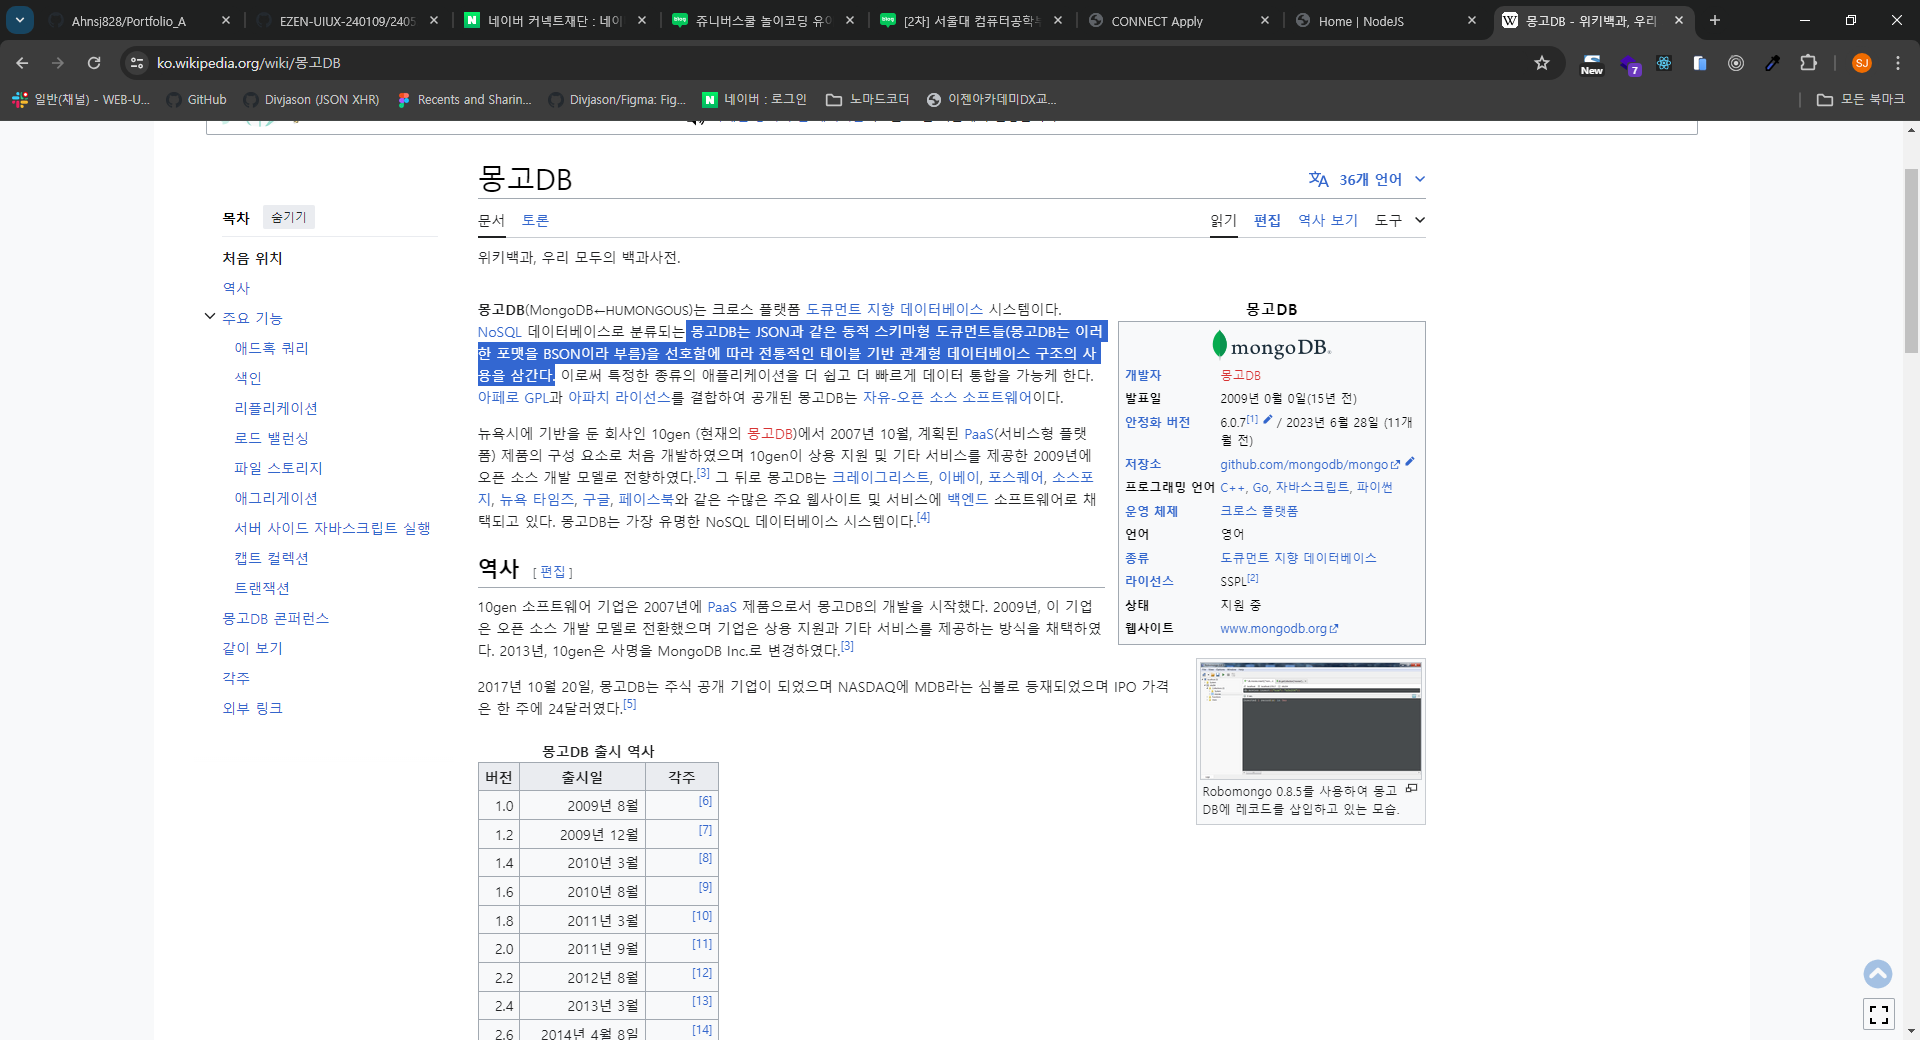 Ahnsj828/Portfolio_A
EZEN-UIUX-240109/2405
네이버 커넥트재단 : 네이
쥬니버스쿨 놀이코딩 유아
[2차] 서울대 컴퓨터공학부
CONNECT Apply
Home | NodeJS
몽고DB - 위키백과, 우리
ko.wikipedia.org/wiki/몽고DB
New
7
SJ
일반(채널) - WEB-U...
GitHub
Divjason (JSON XHR)
Recents and Sharin...
Divjason/Figma: Fig...
네이버 : 로그인
노마드코더
이젠아카데미DX교...
모든 북마크
몽고DB
36개 언어
문서
토론
읽기
편집
역사 보기
도구
위키백과, 우리 모두의 백과사전.
목차
숨기기
처음 위치
역사
주요 기능
애드혹 쿼리
색인
리플리케이션
로드 밸런싱
파일 스토리지
애그리게이션
서버 사이드 자바스크립트 실행
캡트 컬렉션
트랜잭션
몽고DB 콘퍼런스
같이 보기
각주
외부 링크
몽고DB(MongoDB←HUMONGOUS)는 크로스 플랫폼 도큐먼트 지향 데이터베이스 시스템이다.
NoSQL 데이터베이스로 분류되는 몽고DB는 JSON과 같은 동적 스키마형 도큐먼트들(몽고DB는 이러
한 포맷을 BSON이라 부름)을 선호함에 따라 전통적인 테이블 기반 관계형 데이터베이스 구조의 사
용을 삼간다. 이로써 특정한 종류의 애플리케이션을 더 쉽고 더 빠르게 데이터 통합을 가능케 한다.
아페로 GPL과 아파치 라이선스를 결합하여 공개된 몽고DB는 자유-오픈 소스 소프트웨어이다.
뉴욕시에 기반을 둔 회사인 10gen (현재의 몽고DB)에서 2007년 10월, 계획된 PaaS(서비스형 플랫
폼) 제품의 구성 요소로 처음 개발하였으며 10gen이 상용 지원 및 기타 서비스를 제공한 2009년에
오픈 소스 개발 모델로 전향하였다.[3] 그 뒤로 몽고DB는 크레이그리스트, 이베이, 포스퀘어, 소스포
지, 뉴욕 타임즈, 구글, 페이스북와 같은 수많은 주요 웹사이트 및 서비스에 백엔드 소프트웨어로 채
택되고 있다. 몽고DB는 가장 유명한 NoSQL 데이터베이스 시스템이다.[4]
역사 [ 편집 ]
10gen 소프트웨어 기업은 2007년에 PaaS 제품으로서 몽고DB의 개발을 시작했다. 2009년, 이 기업
은 오픈 소스 개발 모델로 전환했으며 기업은 상용 지원과 기타 서비스를 제공하는 방식을 채택하였
다. 2013년, 10gen은 사명을 MongoDB Inc.로 변경하였다.[3]
2017년 10월 20일, 몽고DB는 주식 공개 기업이 되었으며 NASDAQ에 MDB라는 심볼로 등재되었으며 IPO 가격
은 한 주에 24달러였다.[5]
몽고DB 출시 역사
버전 출시일 각주
1.0 2009년 8월 [6]
1.2 2009년 12월 [7]
1.4 2010년 3월 [8]
1.6 2010년 8월 [9]
1.8 2011년 3월 [10]
2.0 2011년 9월 [11]
2.2 2012년 8월 [12]
2.4 2013년 3월 [13]
2.6 2014년 4월 8일 [14]
몽고DB
mongoDB.
개발자 몽고DB
발표일 2009년 0월 0일(15년 전)
안정화 버전 6.0.7[1] / 2023년 6월 28일 (11개
월 전)
저장소 github.com/mongodb/mongo
프로그래밍 언어 C++, Go, 자바스크립트, 파이썬
운영 체제 크로스 플랫폼
언어 영어
종류 도큐먼트 지향 데이터베이스
라이선스 SSPL[2]
상태 지원 중
웹사이트 www.mongodb.org
Robomongo 0.8.5를 사용하여 몽고
DB에 레코드를 삽입하고 있는 모습.